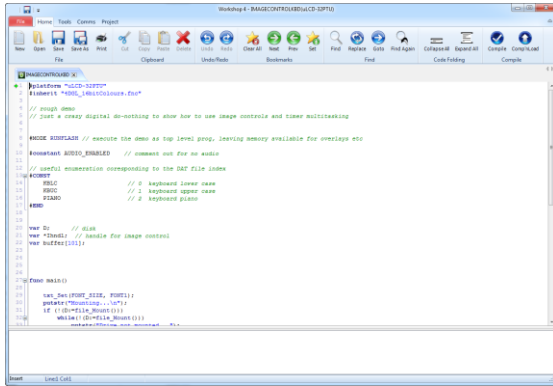 Workshop 4 - IMAGECONTROLKBD(uLCD-32PTU)
File Home Tools Comms Project
New Open Save Save As Print Cut Copy Paste Delete Undo Redo Clear All Next Prev Set Find Replace Goto Find Again Collapse All Expand All Compile Comp'nLoad
File Clipboard Undo/Redo Bookmarks Find Code Folding Compile
IMAGECONTROLKBD
#platform "uLCD-32PTU"
#inherit "4DGL_16bitColours.fnc"
// rough demo
// just a crazy digital do-nothing to show how to use image controls and timer multitasking
#MODE RUNFLASH // execute the demo as top level prog, leaving memory available for overlays etc
#constant AUDIO_ENABLED // comment out for no audio
// useful enumeration coresponding to the DAT file index
#CONST
KBLC // 0 keyboard lower case
KBUC // 1 keyboard upper case
PIANO // 2 keyboard piano
#END
var D; // disk
var *Ihndl; // handle for image control
var buffer[101];
func main()
txt_Set(FONT_SIZE, FONT1);
putstr("Mounting...\n");
if (!(D:=file_Mount()))
while(!(D:=file_Mount()))
Insert Line:1 Col:1